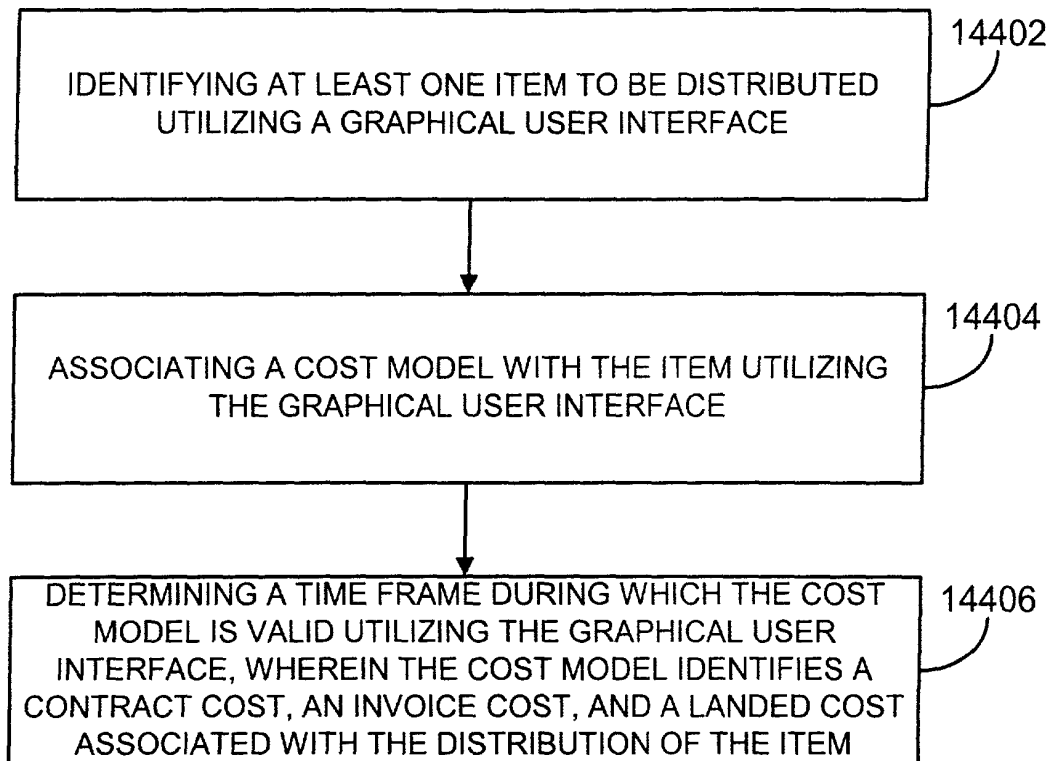 14402
IDENTIFYING AT LEAST ONE ITEM TO BE DISTRIBUTED
UTILIZING A GRAPHICAL USER INTERFACE
14404
ASSOCIATING A COST MODEL WITH THE ITEM UTILIZING
THE GRAPHICAL USER INTERFACE
14406
DETERMINING A TIME FRAME DURING WHICH THE COST
MODEL IS VALID UTILIZING THE GRAPHICAL USER
INTERFACE, WHEREIN THE COST MODEL IDENTIFIES A
CONTRACT COST, AN INVOICE COST, AND A LANDED COST
ASSOCIATED WITH THE DISTRIBUTION OF THE ITEM